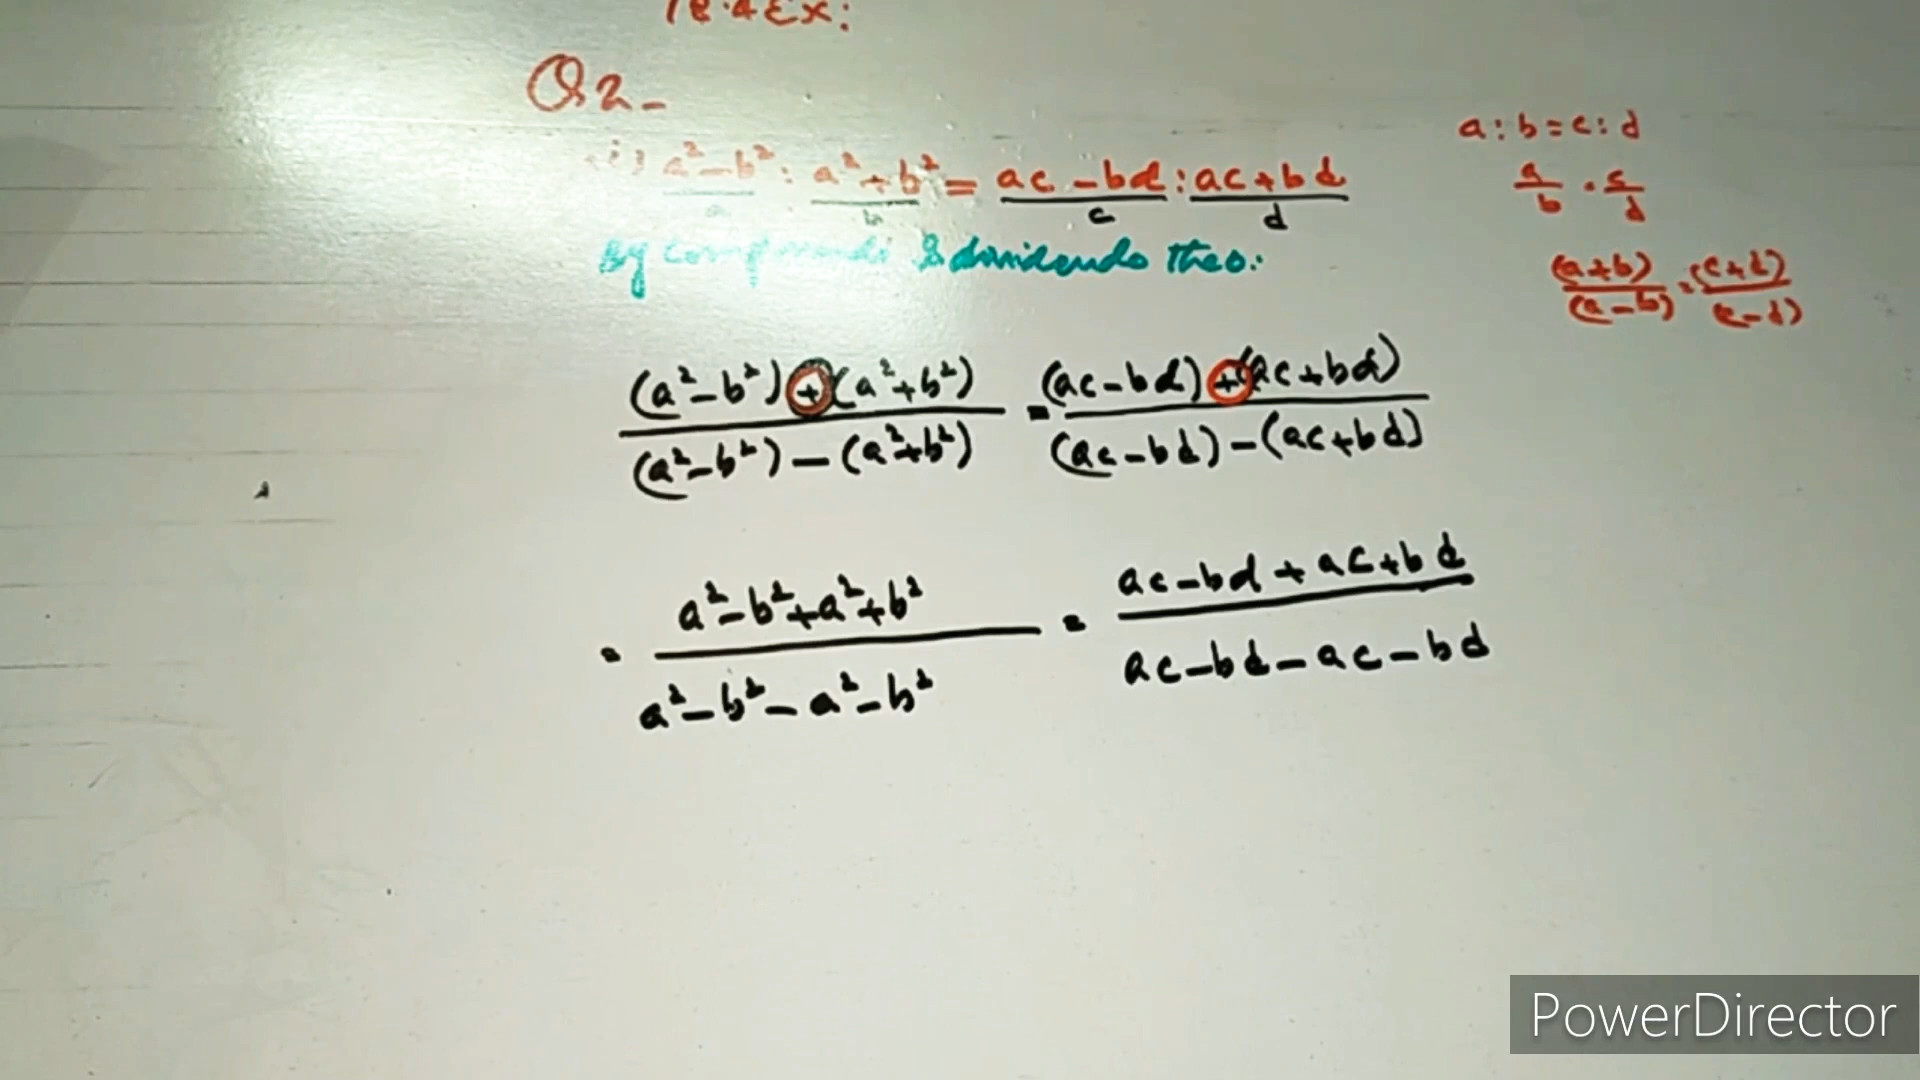 Q2-
i) a²-b² : a²+b² = ac-bd : ac+bd
a b c d
By componendo & dividendo Theo:
a:b=c:d
a/b = c/d
(a+b)/(a-b) = (c+d)/(c-d)
(a²-b²)+(a²+b²)/(a²-b²)-(a²+b²) = (ac-bd)+(ac+bd)/(ac-bd)-(ac+bd)
= a²-b²+a²+b²/a²-b²-a²-b² = ac-bd+ac+bd/ac-bd-ac-bd
PowerDirector